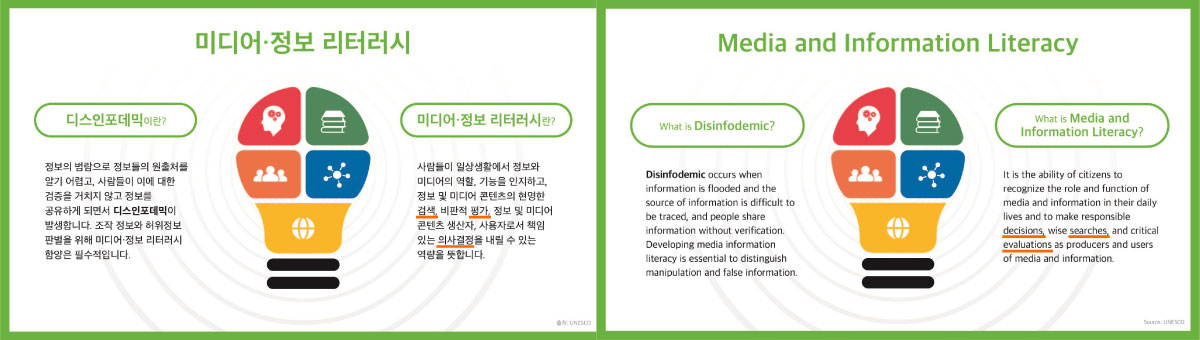 미디어·정보 리터러시
디스인포데믹이란?
정보의 범람으로 정보들의 원출처를
알기 어렵고, 사람들이 이에 대한
검증을 거치지 않고 정보를
공유하게 되면서 디스인포데믹이
발생합니다. 조작 정보와 허위정보
판별을 위해 미디어·정보 리터러시
함양은 필수적입니다.
미디어·정보 리터러시란?
사람들이 일상생활에서 정보와
미디어의 역할, 기능을 인지하고,
정보 및 미디어 콘텐츠의 현명한
검색, 비판적 평가, 정보 및 미디어
콘텐츠 생산자, 사용자로서 책임
있는 의사결정을 내릴 수 있는
역량을 뜻합니다.
출처: UNESCO
Media and Information Literacy
What is Disinfodemic?
Disinfodemic occurs when
information is flooded and the
source of information is difficult to
be traced, and people share
information without verification.
Developing media information
literacy is essential to distinguish
manipulation and false information.
What is Media and
Information Literacy?
It is the ability of citizens to
recognize the role and function of
media and information in their daily
lives and to make responsible
decisions, wise searches, and critical
evaluations as producers and users
of media and information.
Source: UNESCO